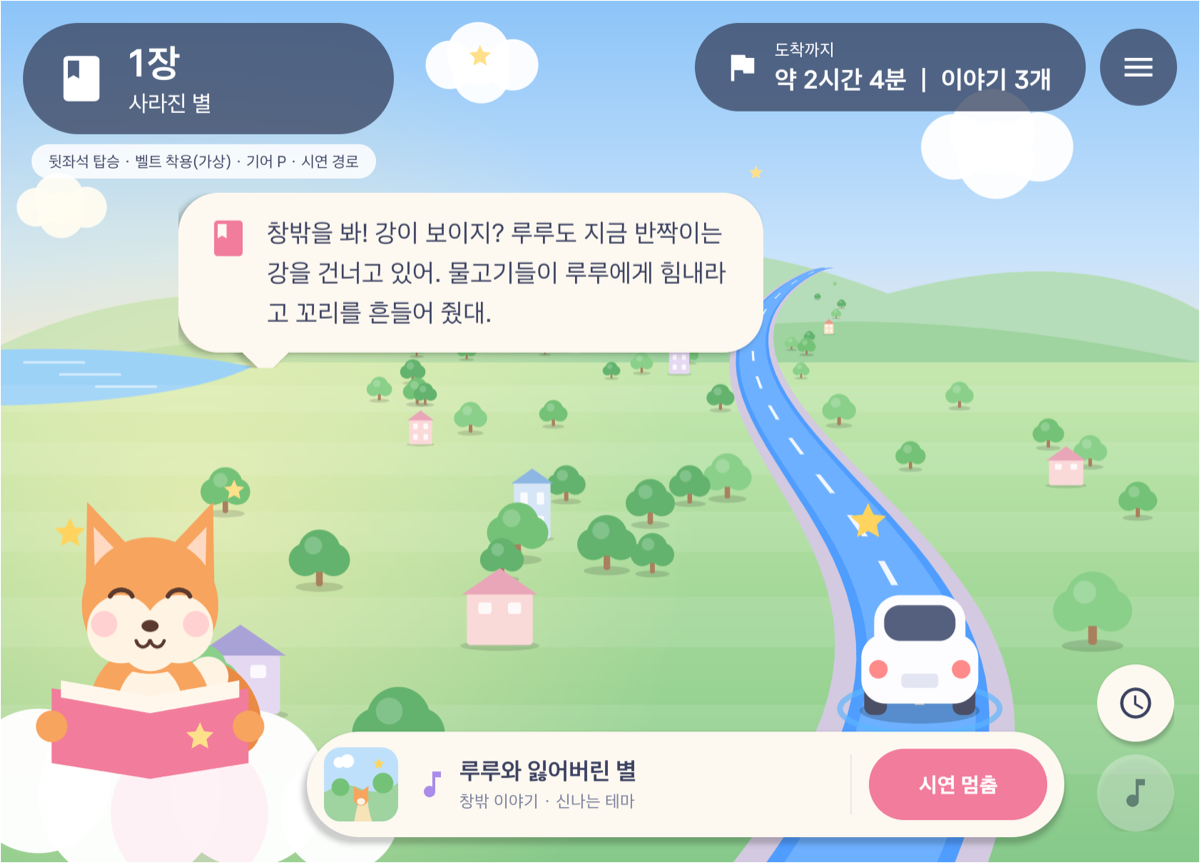 1장
사라진 별
도착까지
약 2시간 4분 | 이야기 3개
뒷좌석 탑승 · 벨트 착용(가상) · 기어 P · 시연 경로
창밖을 봐! 강이 보이지? 루루도 지금 반짝이는
강을 건너고 있어. 물고기들이 루루에게 힘내라
고 꼬리를 흔들어 줬대.
루루와 잃어버린 별
창밖 이야기 · 신나는 테마
시연 멈춤